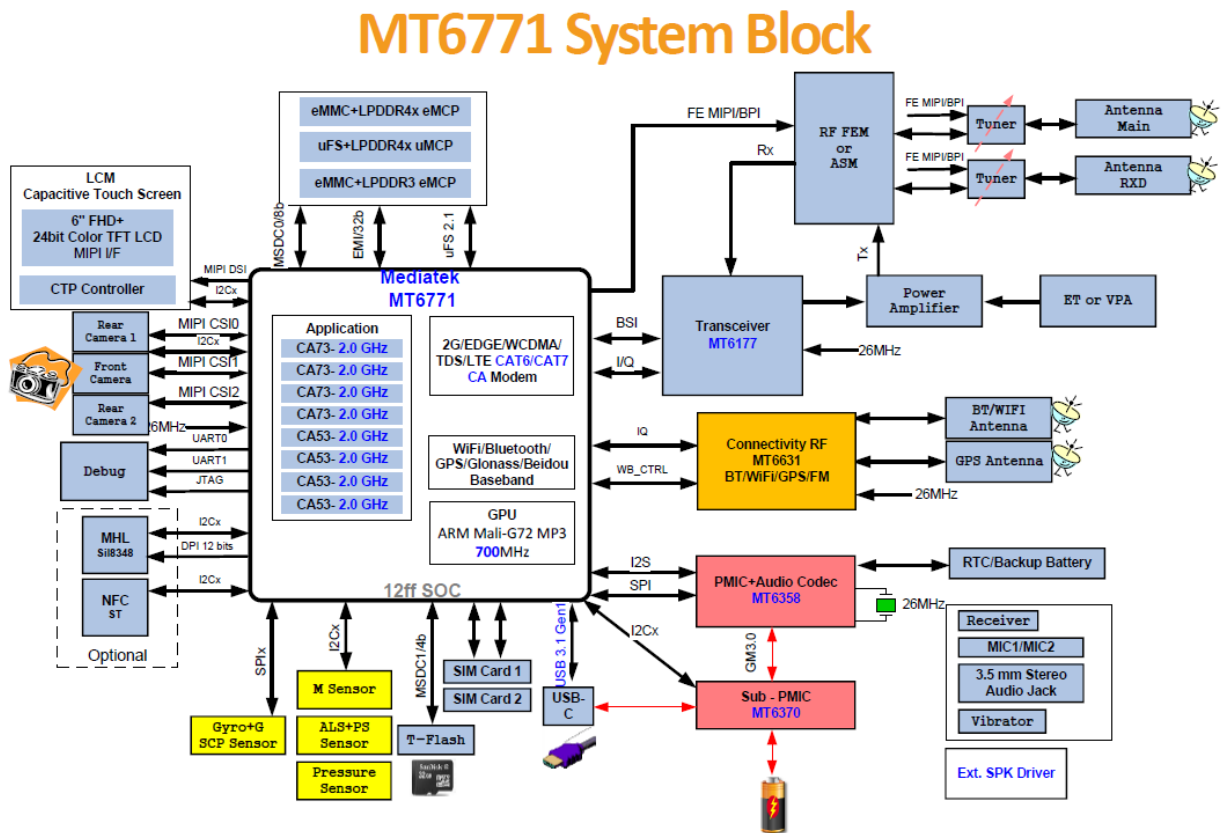 MT6771 System Block
eMMC+LPDDR4x eMCP
uFS+LPDDR4x uMCP
eMMC+LPDDR3 eMCP
MSDC0/8b
EMI/32b
uFS 2.1
LCM
Capacitive Touch Screen
6" FHD+
24bit Color TFT LCD
MIPI I/F
CTP Controller
MIPI DSI
I2Cx
Rear
Camera 1
Front
Camera
Rear
Camera 2
MIPI CSI0
I2Cx
MIPI CSI1
MIPI CSI2
26MHz
Debug
UART0
UART1
JTAG
MHL
Sil8348
I2Cx
DPI 12 bits
NFC
ST
I2Cx
Optional
Mediatek
MT6771
Application
CA73- 2.0 GHz
CA73- 2.0 GHz
CA73- 2.0 GHz
CA73- 2.0 GHz
CA53- 2.0 GHz
CA53- 2.0 GHz
CA53- 2.0 GHz
CA53- 2.0 GHz
2G/EDGE/WCDMA/
TDS/LTE CAT6/CAT7
CA Modem
WiFi/Bluetooth/
GPS/Glonass/Beidou
Baseband
GPU
ARM Mali-G72 MP3
700MHz
12ff SOC
FE MIPI/BPI
Rx
RF FEM
or
ASM
FE MIPI/BPI
Tuner
Antenna
Main
FE MIPI/BPI
Tuner
Antenna
RXD
Tx
BSI
I/Q
Transceiver
MT6177
Power
Amplifier
ET or VPA
26MHz
IQ
WB_CTRL
Connectivity RF
MT6631
BT/WiFi/GPS/FM
BT/WIFI
Antenna
GPS Antenna
26MHz
I2S
SPI
PMIC+Audio Codec
MT6358
RTC/Backup Battery
26MHz
I2Cx
GM3.0
Sub - PMIC
MT6370
Receiver
MIC1/MIC2
3.5 mm Stereo
Audio Jack
Vibrator
Ext. SPK Driver
SPIx
I2Cx
MSDC1/4b
USB 3.1 Gen1
Gyro+G
SCP Sensor
M Sensor
ALS+PS
Sensor
Pressure
Sensor
T-Flash
SanDisk
32 GB
SIM Card 1
SIM Card 2
USB-
C